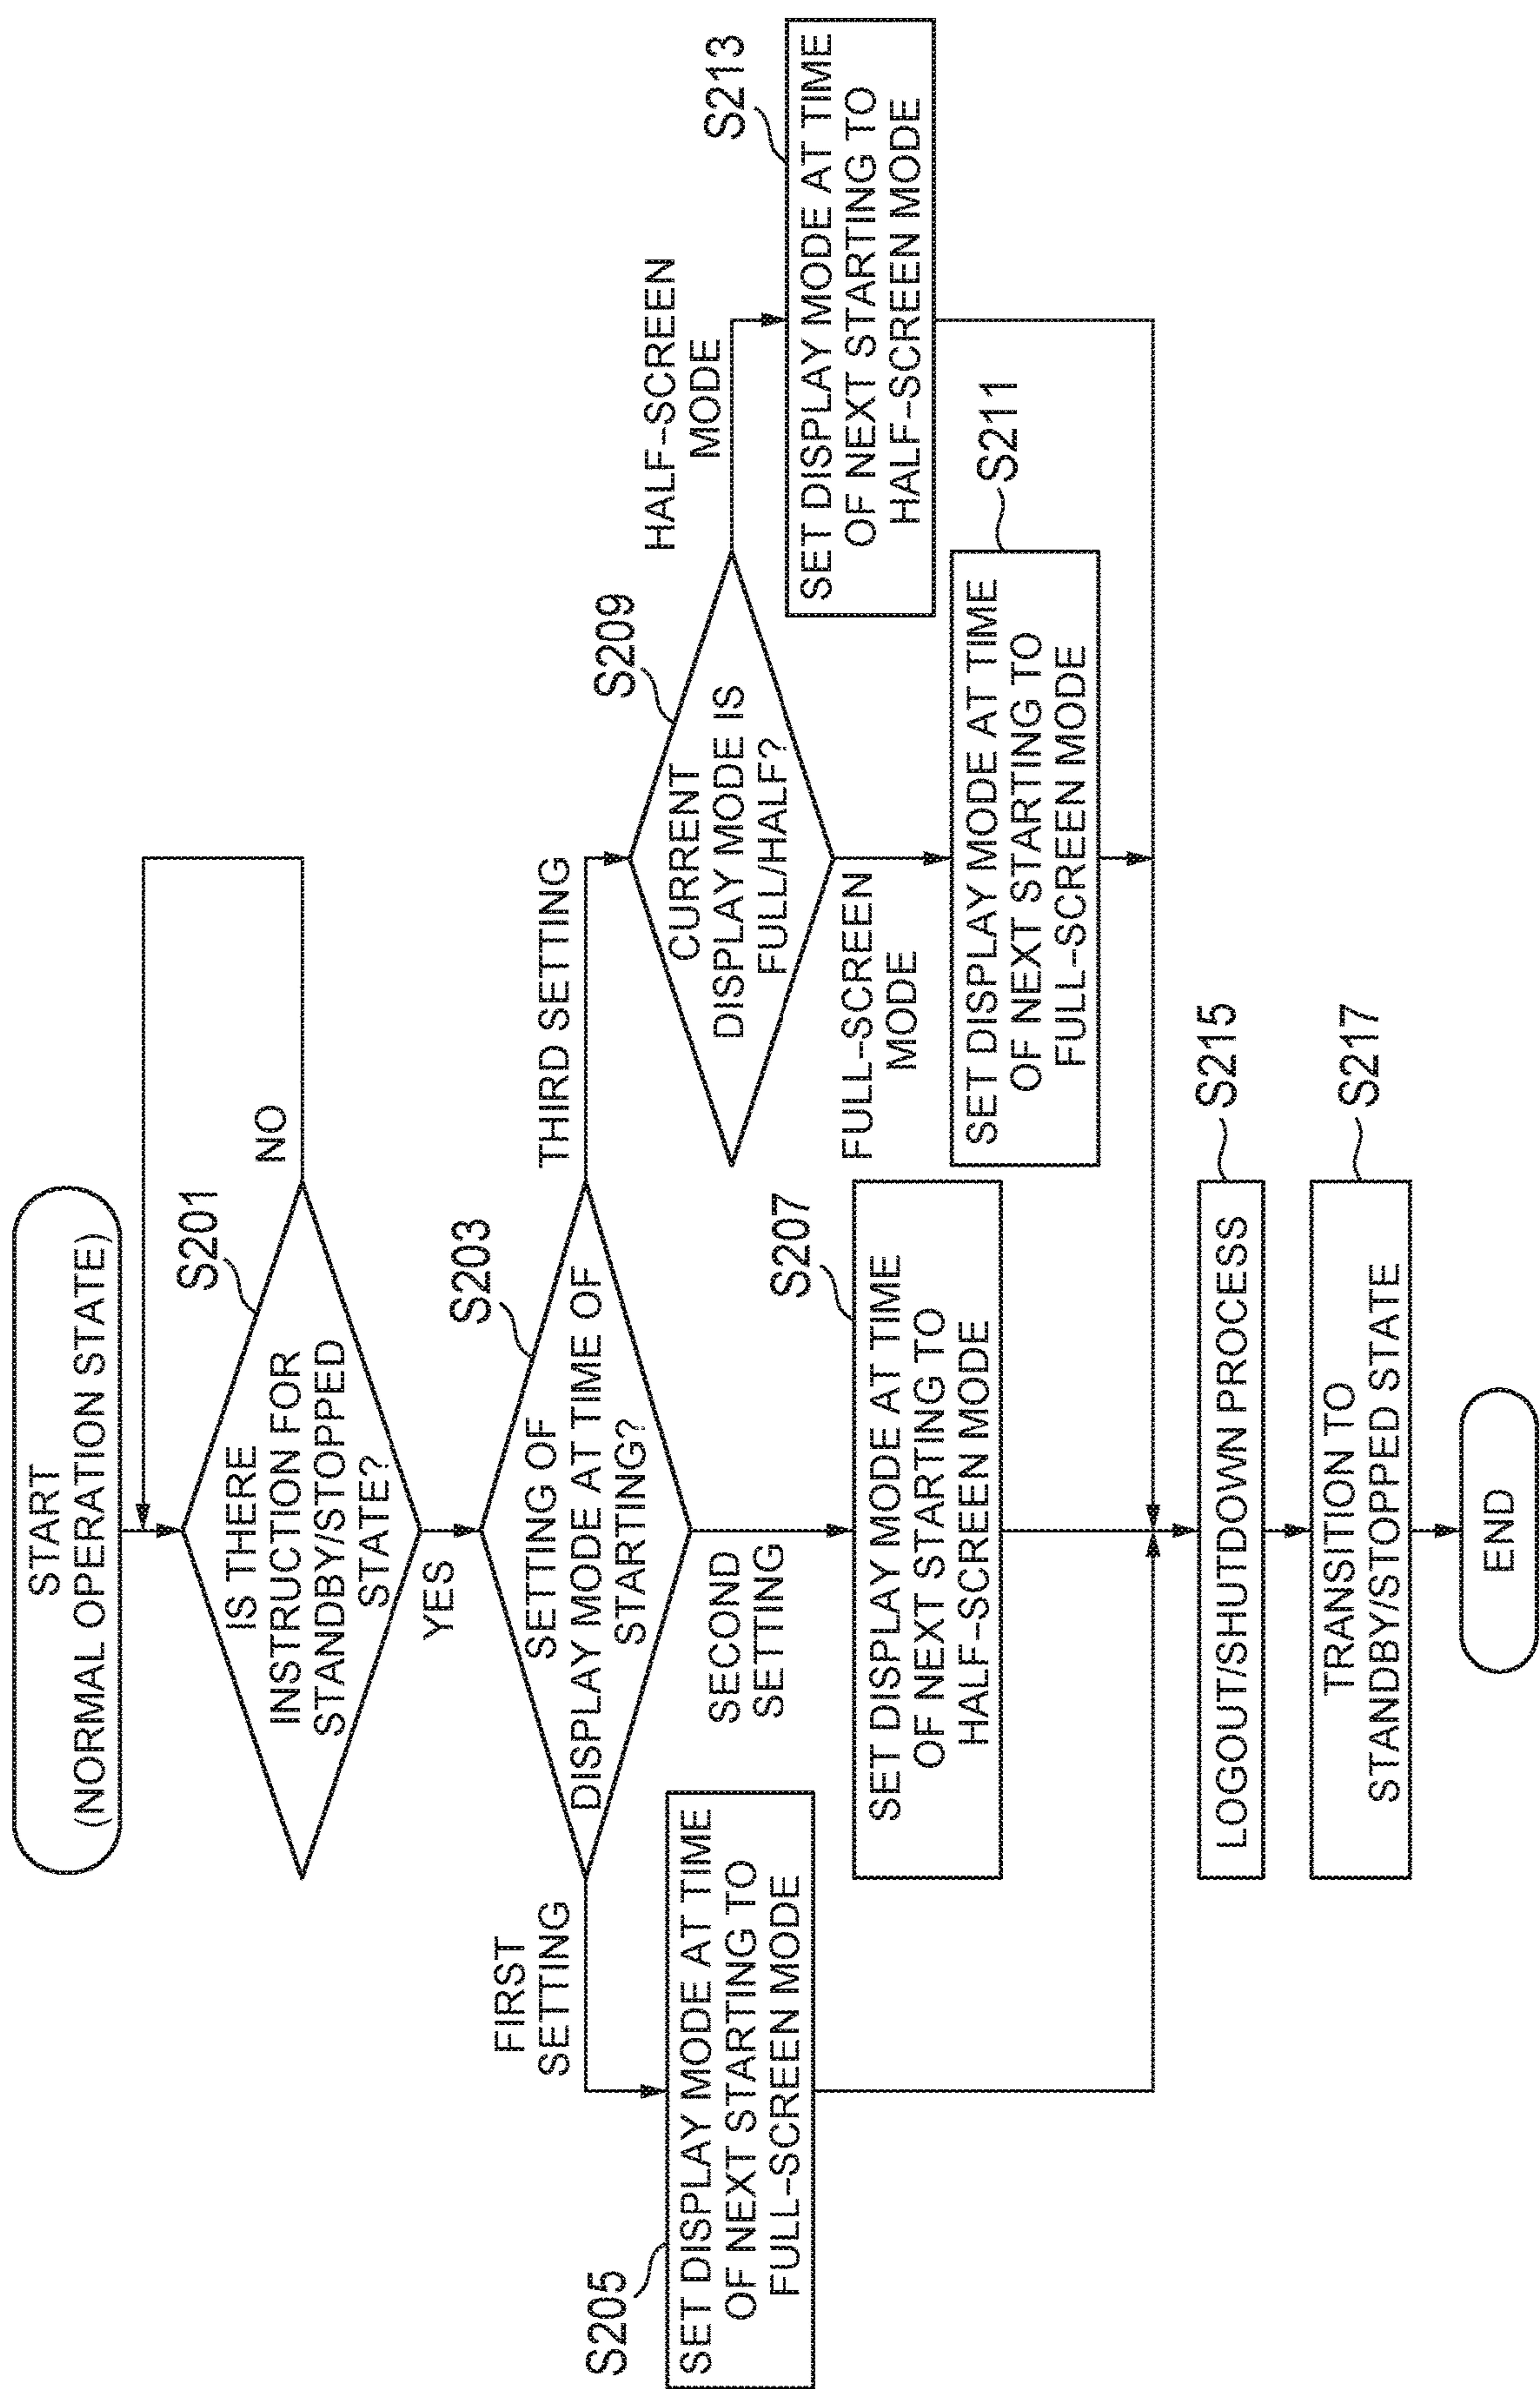 START
(NORMAL OPERATION STATE)
S201
IS THERE
INSTRUCTION FOR
STANDBY/STOPPED
STATE?
NO
YES
S203
SETTING OF
DISPLAY MODE AT TIME OF
STARTING?
FIRST
SETTING
SECOND
SETTING
THIRD SETTING
S205
SET DISPLAY MODE AT TIME
OF NEXT STARTING TO
FULL-SCREEN MODE
S207
SET DISPLAY MODE AT TIME
OF NEXT STARTING TO
HALF-SCREEN MODE
S209
CURRENT
DISPLAY MODE IS
FULL/HALF?
FULL-SCREEN
MODE
HALF-SCREEN
MODE
S211
SET DISPLAY MODE AT TIME
OF NEXT STARTING TO
FULL-SCREEN MODE
S213
SET DISPLAY MODE AT TIME
OF NEXT STARTING TO
HALF-SCREEN MODE
S215
LOGOUT/SHUTDOWN PROCESS
S217
TRANSITION TO
STANDBY/STOPPED STATE
END